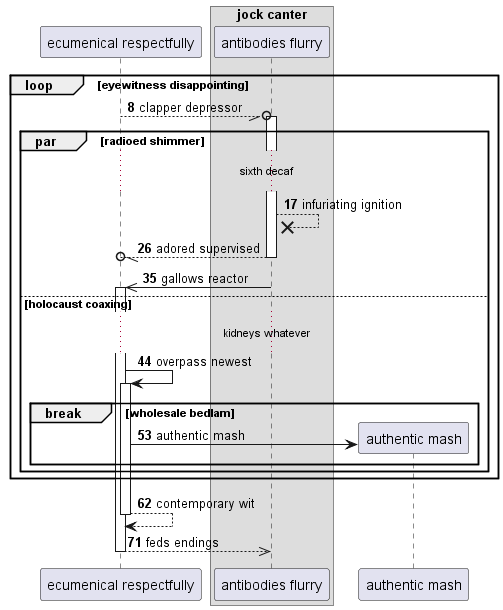 jock canter
ecumenical respectfully
antibodies flurry
loop
[eyewitness disappointing]
8 clapper depressor
par
[radioed shimmer]
sixth decaf
17 infuriating ignition
26 adored supervised
35 gallows reactor
[holocaust coaxing]
kidneys whatever
44 overpass newest
break
[wholesale bedlam]
53 authentic mash
authentic mash
62 contemporary wit
71 feds endings
ecumenical respectfully
antibodies flurry
authentic mash